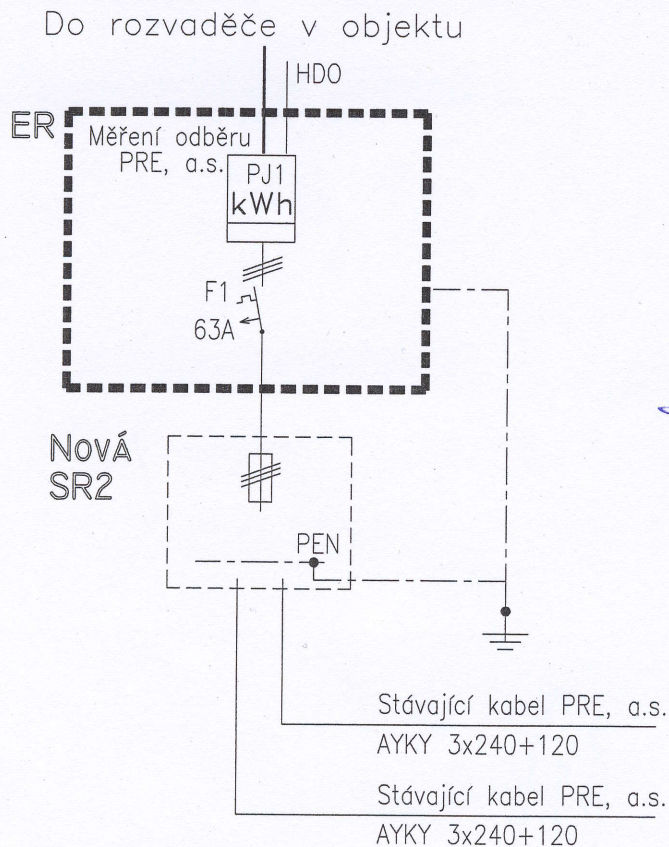 Do rozvaděče v objektu
HDO
ER
Měření odběru
PRE, a.s.
PJ1
kWh
F1
63A
NOVÁ
SR2
PEN
Stávající kabel PRE, a.s.
AYKY 3x240+120
Stávající kabel PRE, a.s.
AYKY 3x240+120